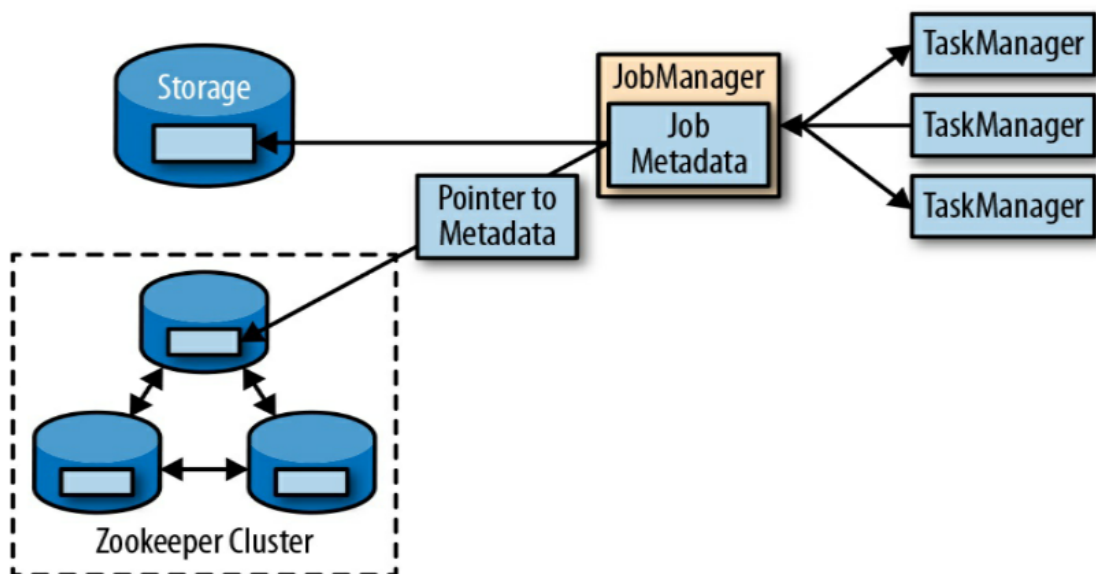 Storage
JobManager
Job
Metadata
TaskManager
TaskManager
TaskManager
Pointer to
Metadata
Zookeeper Cluster